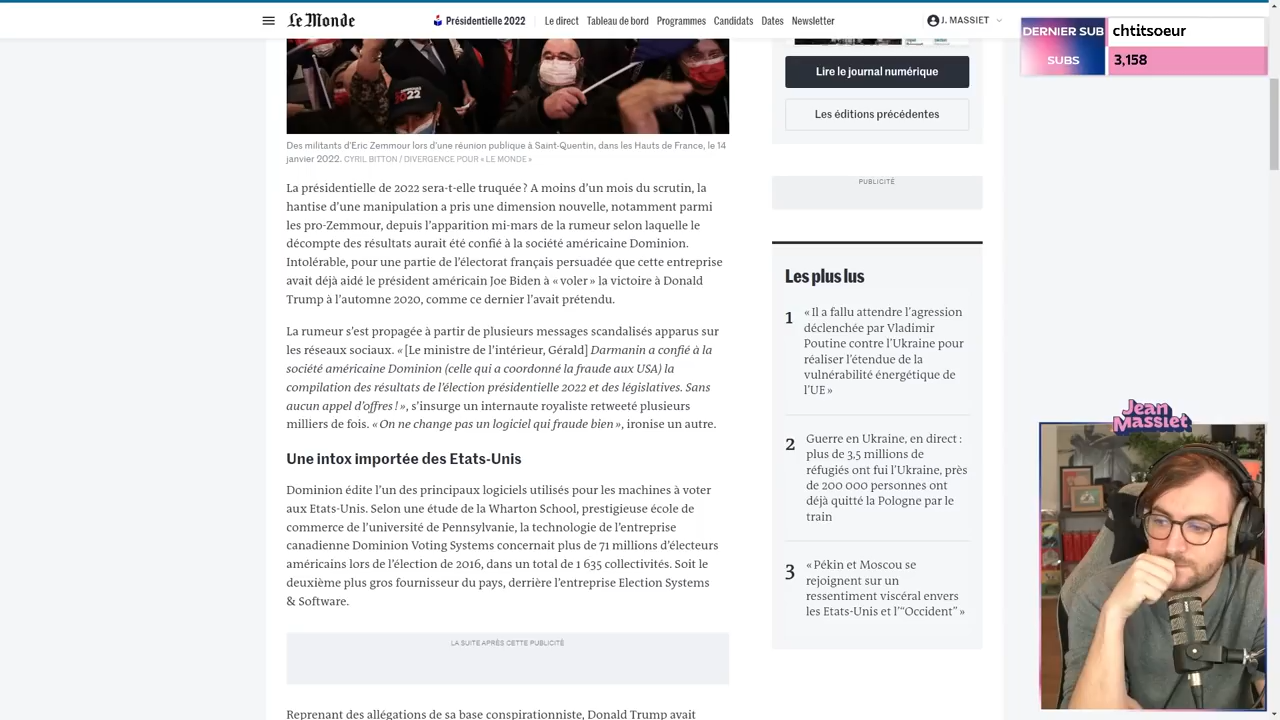 Le Monde
Présidentielle 2022
Le direct
Tableau de bord
Programmes
Candidats
Dates
Newsletter
J. MASSIET
DERNIER SUB
chtitsoeur
SUBS
3,158
2022
Des militants d'Eric Zemmour lors d'une réunion publique à Saint-Quentin, dans les Hauts de France, le 14
janvier 2022. CYRIL BITTON / DIVERGENCE POUR « LE MONDE »
La présidentielle de 2022 sera-t-elle truquée ? A moins d'un mois du scrutin, la
hantise d'une manipulation a pris une dimension nouvelle, notamment parmi
les pro-Zemmour, depuis l'apparition mi-mars de la rumeur selon laquelle le
décompte des résultats aurait été confié à la société américaine Dominion.
Intolérable, pour une partie de l'électorat français persuadée que cette entreprise
avait déjà aidé le président américain Joe Biden à « voler » la victoire à Donald
Trump à l'automne 2020, comme ce dernier l'avait prétendu.
La rumeur s'est propagée à partir de plusieurs messages scandalisés apparus sur
les réseaux sociaux. « [Le ministre de l'intérieur, Gérald] Darmanin a confié à la
société américaine Dominion (celle qui a coordonné la fraude aux USA) la
compilation des résultats de l'élection présidentielle 2022 et des législatives. Sans
aucun appel d'offres ! », s'insurge un internaute royaliste retweeté plusieurs
milliers de fois. « On ne change pas un logiciel qui fraude bien », ironise un autre.
Une intox importée des Etats-Unis
Dominion édite l'un des principaux logiciels utilisés pour les machines à voter
aux Etats-Unis. Selon une étude de la Wharton School, prestigieuse école de
commerce de l'université de Pennsylvanie, la technologie de l'entreprise
canadienne Dominion Voting Systems concernait plus de 71 millions d'électeurs
américains lors de l'élection de 2016, dans un total de 1 635 collectivités. Soit le
deuxième plus gros fournisseur du pays, derrière l'entreprise Election Systems
& Software.
LA SUITE APRÈS CETTE PUBLICITÉ
Reprenant des allégations de sa base conspirationniste, Donald Trump avait
Lire le journal numérique
Les éditions précédentes
PUBLICITÉ
Les plus lus
1
« Il a fallu attendre l'agression
déclenchée par Vladimir
Poutine contre l'Ukraine pour
réaliser l'étendue de la
vulnérabilité énergétique de
l'UE »
2
Guerre en Ukraine, en direct :
plus de 3,5 millions de
réfugiés ont fui l'Ukraine, près
de 200 000 personnes ont
déjà quitté la Pologne par le
train
3
« Pékin et Moscou se
rejoignent sur un
ressentiment viscéral envers
les Etats-Unis et l'“Occident” »
Jean
Massiet